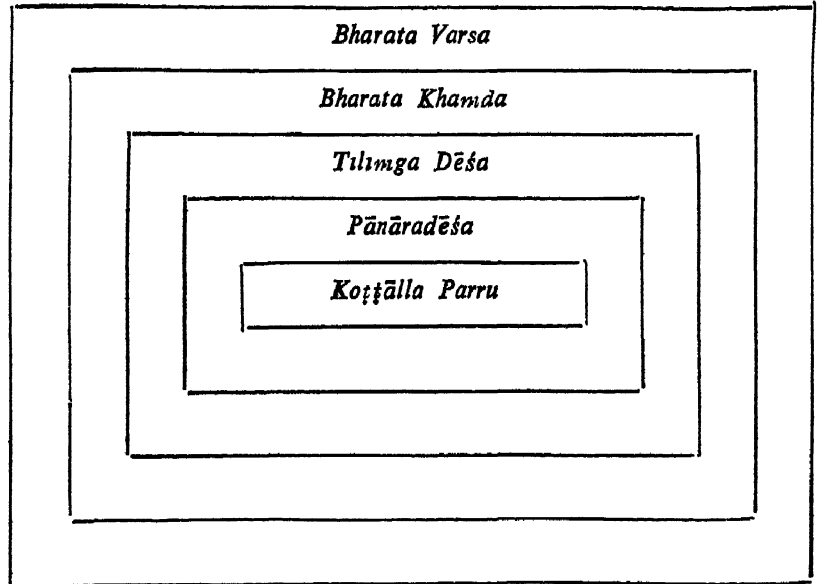 Bharata Varsa
Bharata Khamda
Tilimga Dēśa
Pānāradēśa
Koṭṭālla Parru